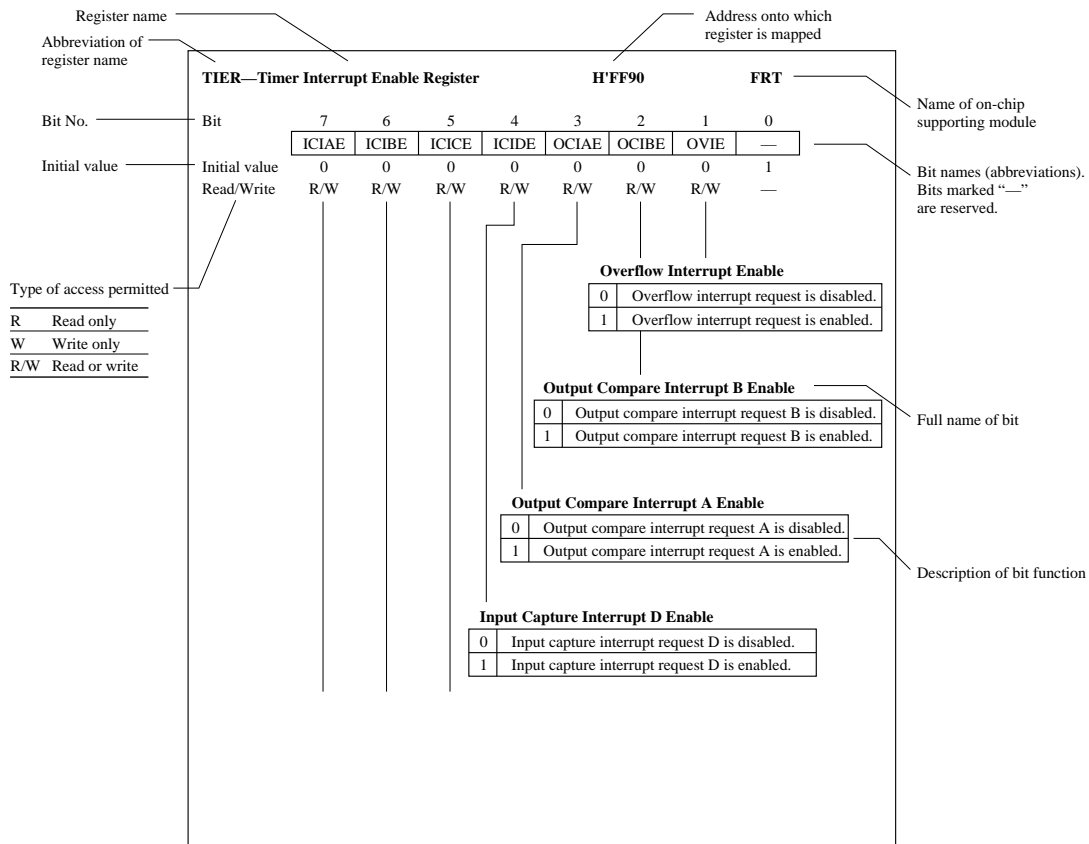 Register name
Address onto which
register is mapped
Abbreviation of
register name
TIER—Timer Interrupt Enable Register H'FF90 FRT
Name of on-chip
supporting module
Bit No. Bit 7 6 5 4 3 2 1 0
ICIAE ICIBE ICICE ICIDE OCIAE OCIBE OVIE —
Initial value Initial value 0 0 0 0 0 0 0 1
Read/Write R/W R/W R/W R/W R/W R/W R/W —
Bit names (abbreviations).
Bits marked “—”
are reserved.
Type of access permitted
R Read only
W Write only
R/W Read or write
Overflow Interrupt Enable
0 Overflow interrupt request is disabled.
1 Overflow interrupt request is enabled.
Output Compare Interrupt B Enable
0 Output compare interrupt request B is disabled.
1 Output compare interrupt request B is enabled.
Full name of bit
Output Compare Interrupt A Enable
0 Output compare interrupt request A is disabled.
1 Output compare interrupt request A is enabled.
Description of bit function
Input Capture Interrupt D Enable
0 Input capture interrupt request D is disabled.
1 Input capture interrupt request D is enabled.